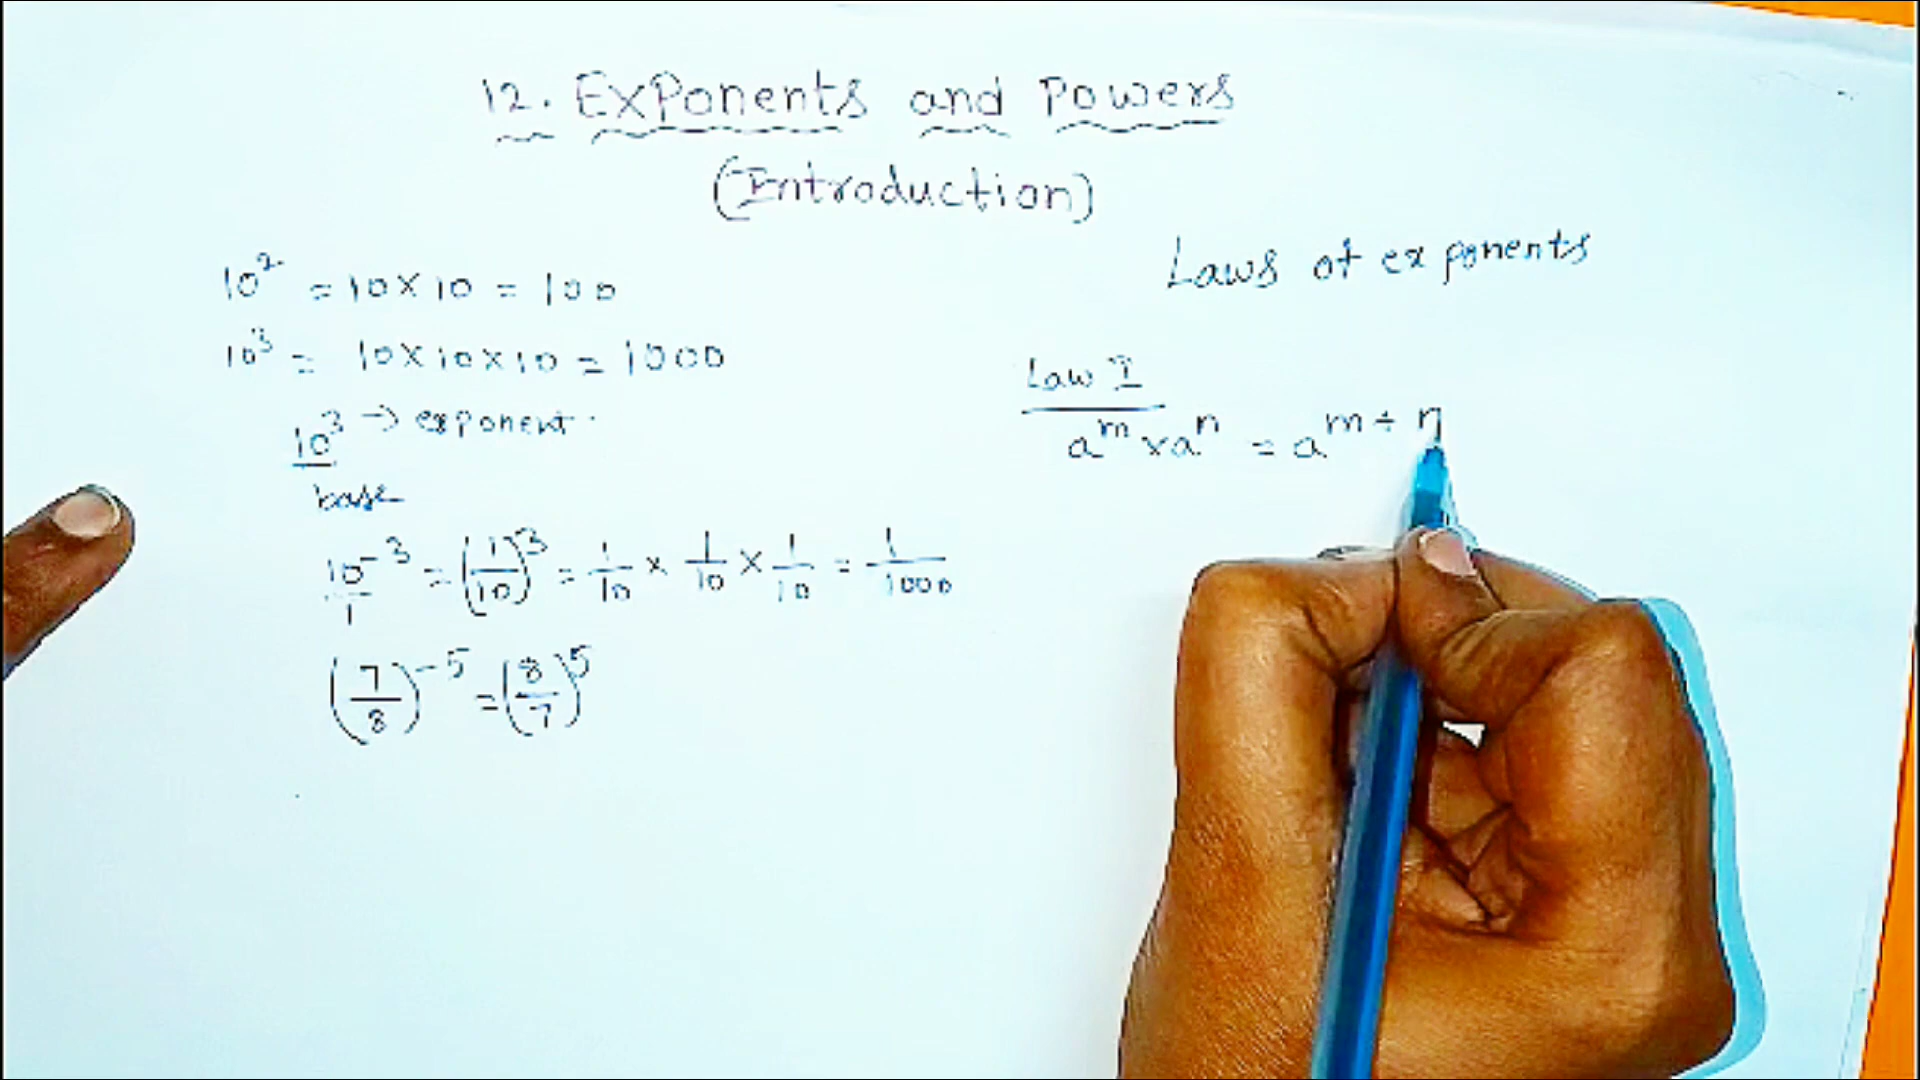 12. Exponents and Powers
(Introduction)
10² = 10 × 10 = 100
10³ = 10 × 10 × 10 = 1000
10³ → exponent.
base
10⁻³/1 = (1/10)³ = 1/10 × 1/10 × 1/10 = 1/1000
(7/8)⁻⁵ = (8/7)⁵
Laws of exponents
Law I
aᵐ × aⁿ = aᵐ⁺ⁿ